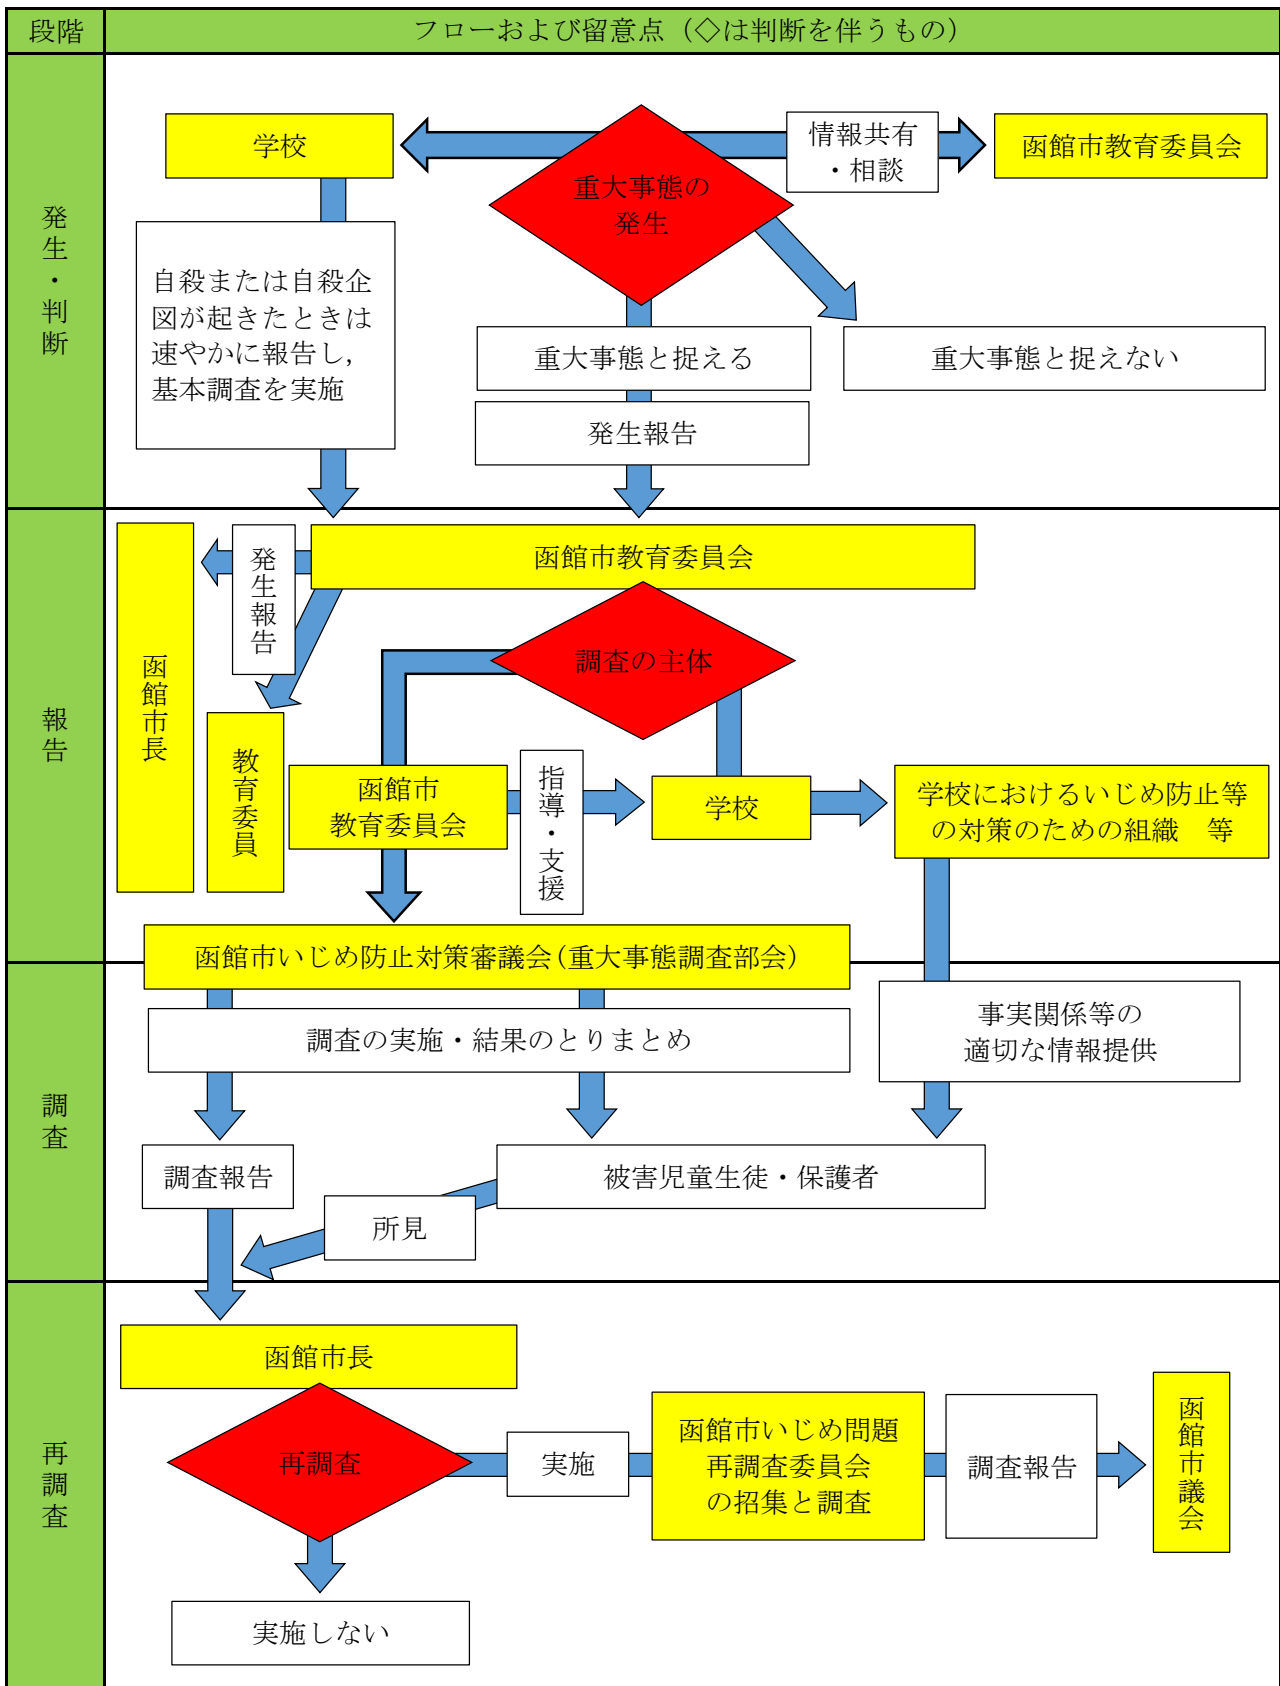 段階
フローおよび留意点（◇は判断を伴うもの）
発生・判断
学校
情報共有
・相談
函館市教育委員会
重大事態の
発生
自殺または自殺企
図が起きたときは
速やかに報告し，
基本調査を実施
重大事態と捉える
重大事態と捉えない
発生報告
報告
函館市長
発生報告
函館市教育委員会
調査の主体
教育委員
函館市
教育委員会
指導・支援
学校
学校におけるいじめ防止等
の対策のための組織　等
函館市いじめ防止対策審議会(重大事態調査部会)
調査
調査の実施・結果のとりまとめ
事実関係等の
適切な情報提供
調査報告
被害児童生徒・保護者
所見
再調査
函館市長
再調査
実施
函館市いじめ問題
再調査委員会
の招集と調査
調査報告
函館市議会
実施しない